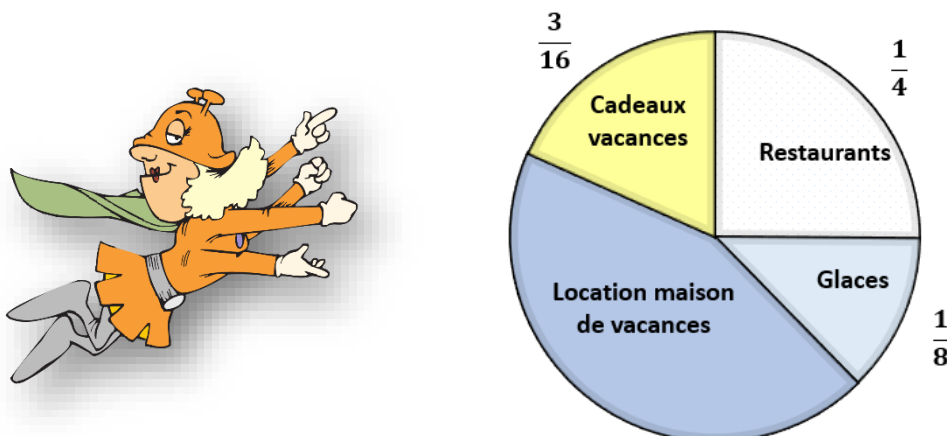 3
16
1
4
Cadeaux
vacances
Restaurants
Glaces
Location maison
de vacances
1
8